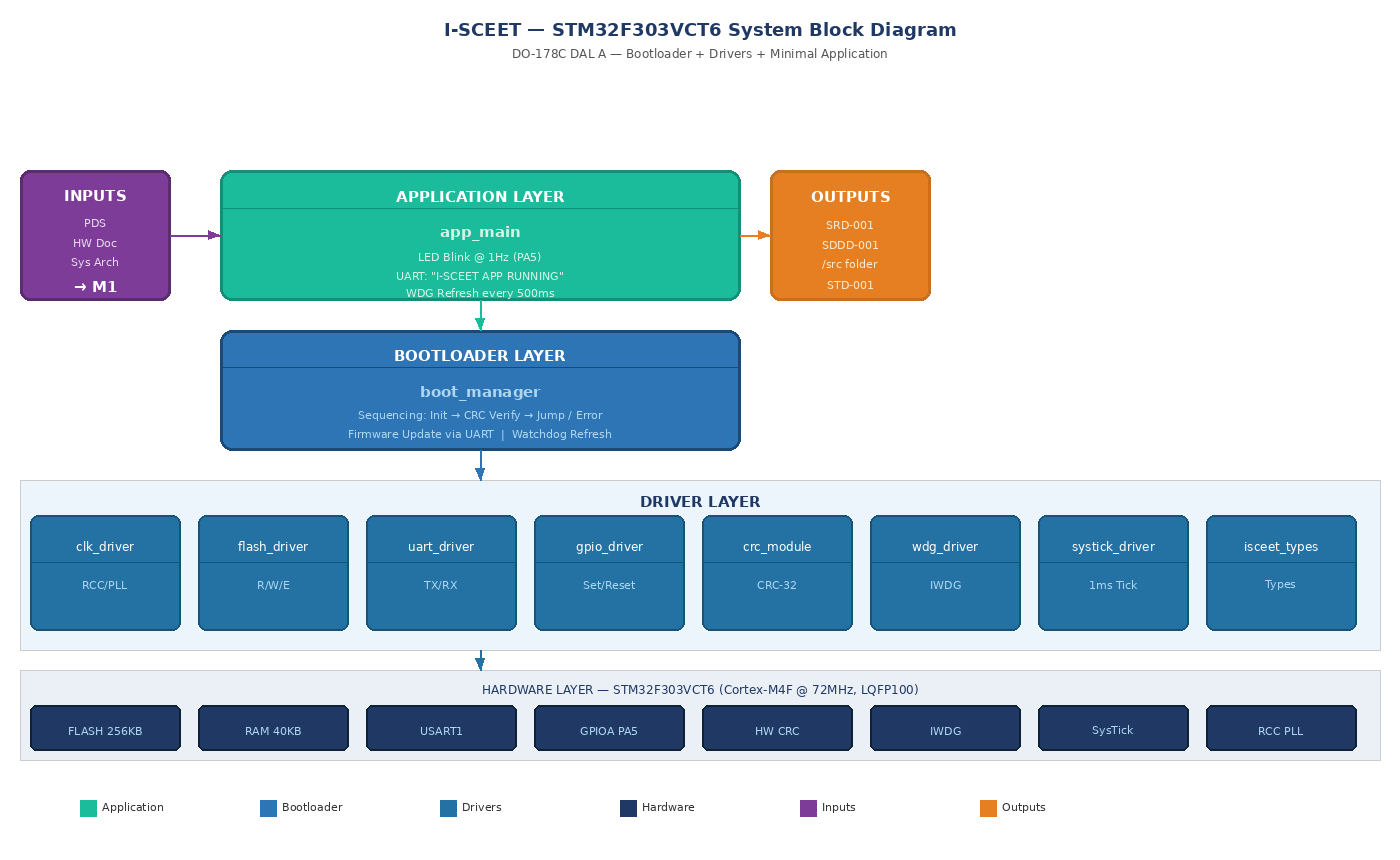 I-SCEET — STM32F303VCT6 System Block Diagram
DO-178C DAL A — Bootloader + Drivers + Minimal Application
INPUTS
PDS
HW Doc
Sys Arch
→ M1
APPLICATION LAYER
app_main
LED Blink @ 1Hz (PA5)
UART: "I-SCEET APP RUNNING"
WDG Refresh every 500ms
OUTPUTS
SRD-001
SDDD-001
/src folder
STD-001
BOOTLOADER LAYER
boot_manager
Sequencing: Init → CRC Verify → Jump / Error
Firmware Update via UART | Watchdog Refresh
DRIVER LAYER
clk_driver
RCC/PLL
flash_driver
R/W/E
uart_driver
TX/RX
gpio_driver
Set/Reset
crc_module
CRC-32
wdg_driver
IWDG
systick_driver
1ms Tick
isceet_types
Types
HARDWARE LAYER — STM32F303VCT6 (Cortex-M4F @ 72MHz, LQFP100)
FLASH 256KB
RAM 40KB
USART1
GPIOA PA5
HW CRC
IWDG
SysTick
RCC PLL
Application
Bootloader
Drivers
Hardware
Inputs
Outputs